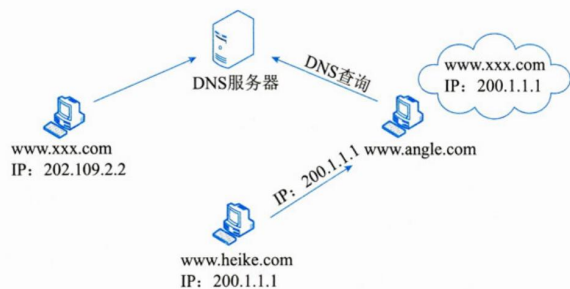 DNS服务器
DNS查询
www.xxx.com
IP：200.1.1.1
www.xxx.com
IP：202.109.2.2
www.angle.com
IP：200.1.1.1
www.heike.com
IP：200.1.1.1